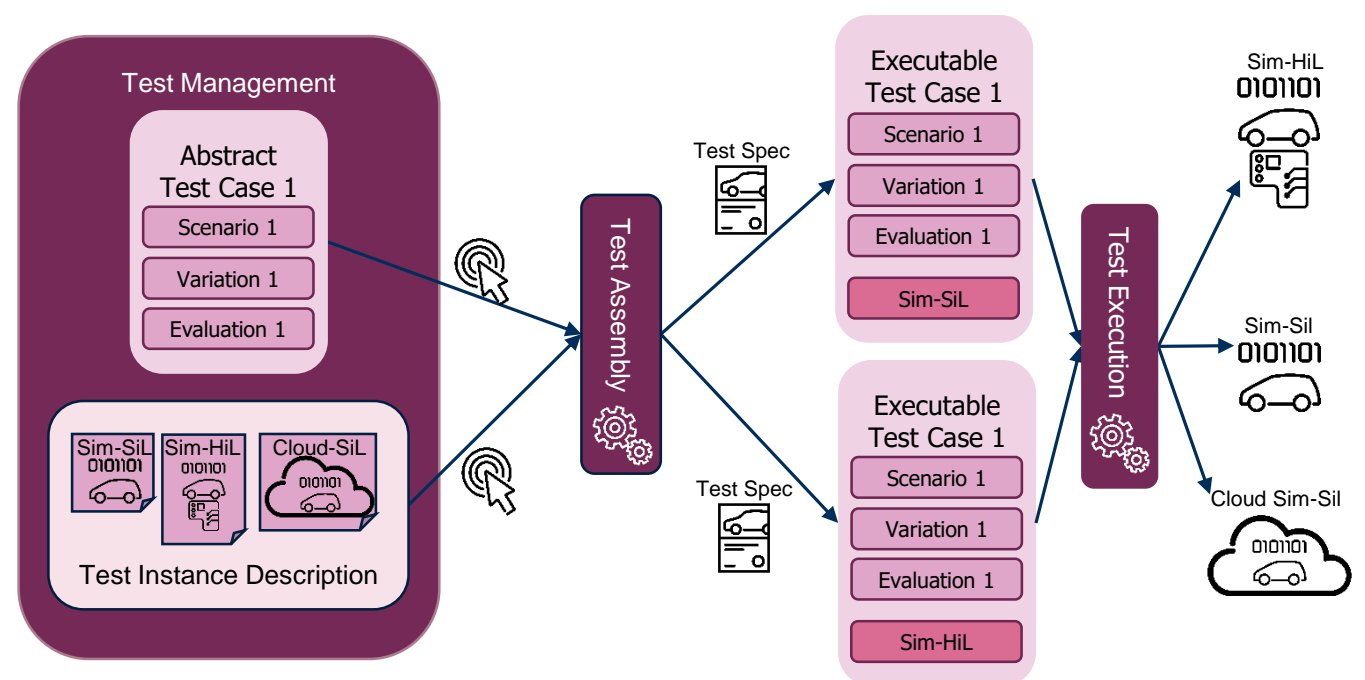 Test Management
Abstract
Test Case 1
Scenario 1
Variation 1
Evaluation 1
Sim-SiL
0101101
Sim-HiL
0101101
Cloud-SiL
0101101
Test Instance Description
Test Assembly
Test Spec
Test Spec
Executable
Test Case 1
Scenario 1
Variation 1
Evaluation 1
Sim-SiL
Executable
Test Case 1
Scenario 1
Variation 1
Evaluation 1
Sim-HiL
Test Execution
Sim-HiL
0101101
Sim-Sil
0101101
Cloud Sim-Sil
0101101